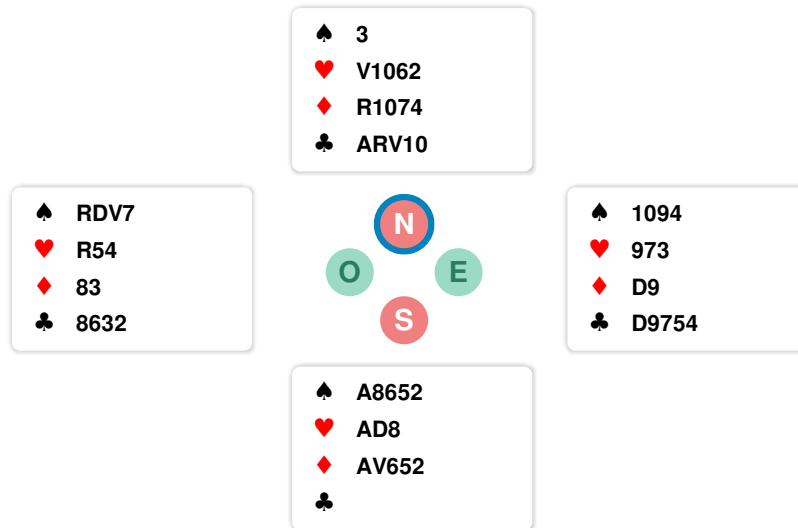 ♠ 3
♥ V1062
♦ R1074
♣ ARV10
♠ RDV7
♥ R54
♦ 83
♣ 8632
N
O E
S
♠ 1094
♥ 973
♦ D9
♣ D9754
♠ A8652
♥ AD8
♦ AV652
♣